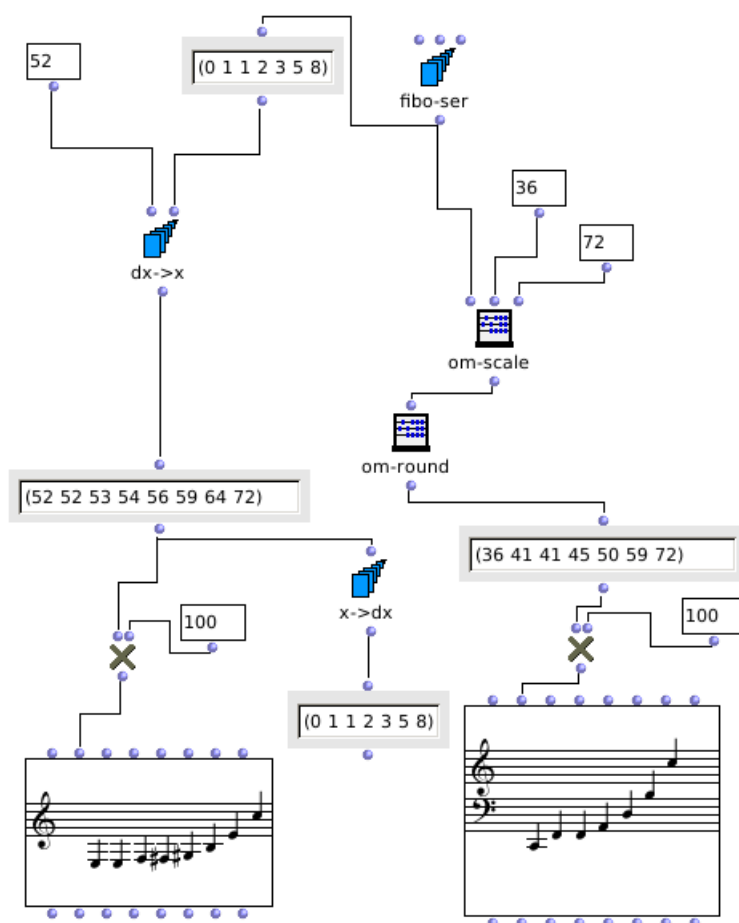 52
(0 1 1 2 3 5 8)
fibo-ser
36
72
dx->x
om-scale
om-round
(52 52 53 54 56 59 64 72)
(36 41 41 45 50 59 72)
x->dx
100
100
(0 1 1 2 3 5 8)